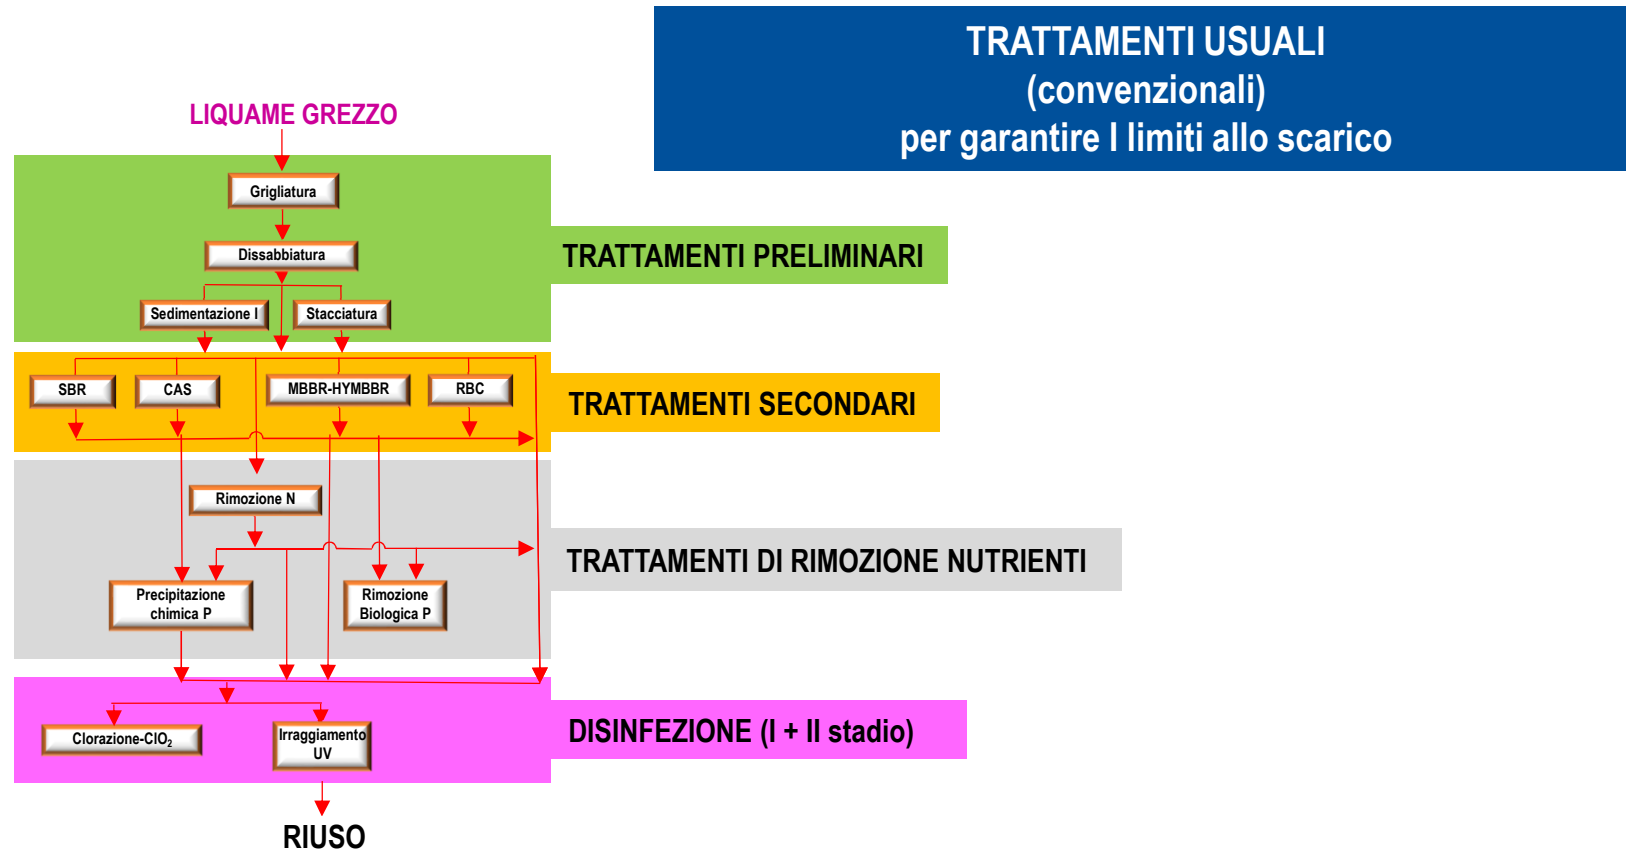 TRATTAMENTI USUALI
(convenzionali)
per garantire I limiti allo scarico
LIQUAME GREZZO
Grigliatura
Dissabbiatura
TRATTAMENTI PRELIMINARI
Sedimentazione I
Stacciatura
SBR
CAS
MBBR-HYMBBR
RBC
TRATTAMENTI SECONDARI
Rimozione N
TRATTAMENTI DI RIMOZIONE NUTRIENTI
Precipitazione
chimica P
Rimozione
Biologica P
Clorazione-ClO₂
Irraggiamento
UV
DISINFEZIONE (I + II stadio)
RIUSO